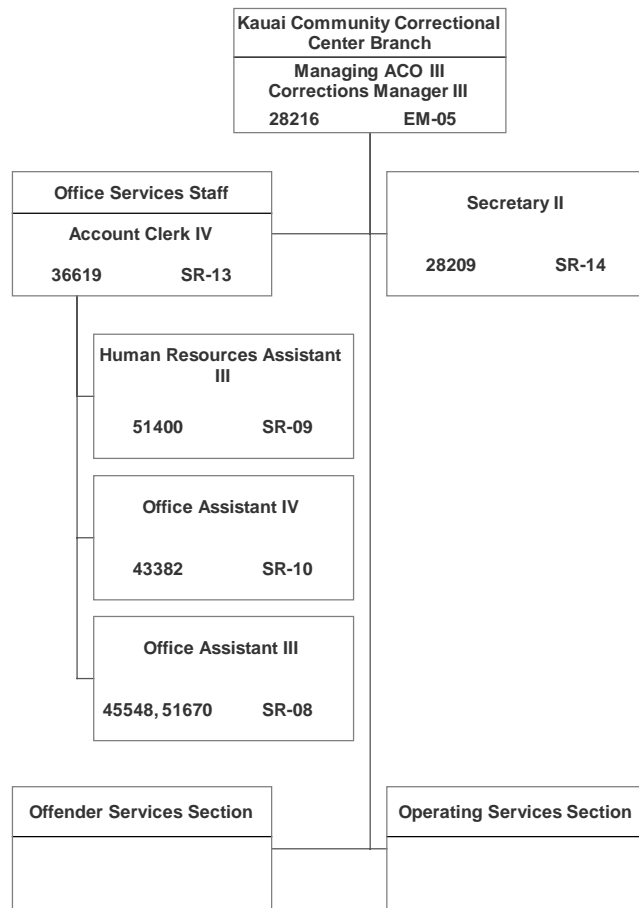 Kauai Community Correctional
Center Branch
Managing ACO III
Corrections Manager III
28216 EM-05
Office Services Staff
Account Clerk IV
36619 SR-13
Secretary II
28209 SR-14
Human Resources Assistant
III
51400 SR-09
Office Assistant IV
43382 SR-10
Office Assistant III
45548, 51670 SR-08
Offender Services Section
Operating Services Section